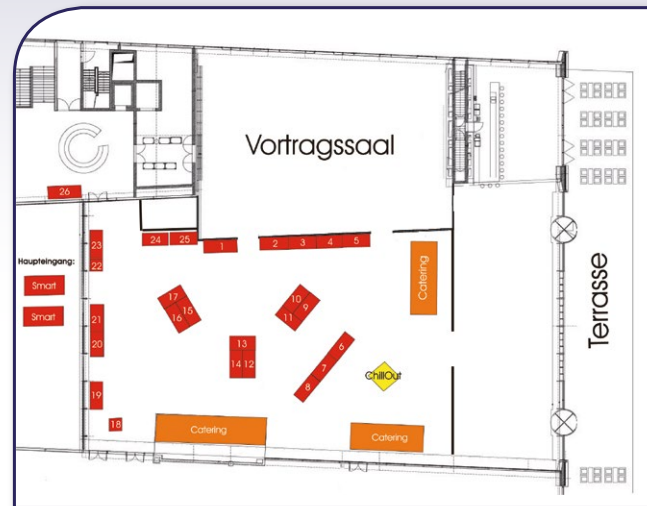 Vortragssaal
Terrasse
26
Haupteingang:
Smart
Smart
23
22
21
20
19
18
24 25
1
2 3 4 5
Catering
17
15
16
10
9
11
13
14 12
6
7
8
ChillOut
Catering
Catering